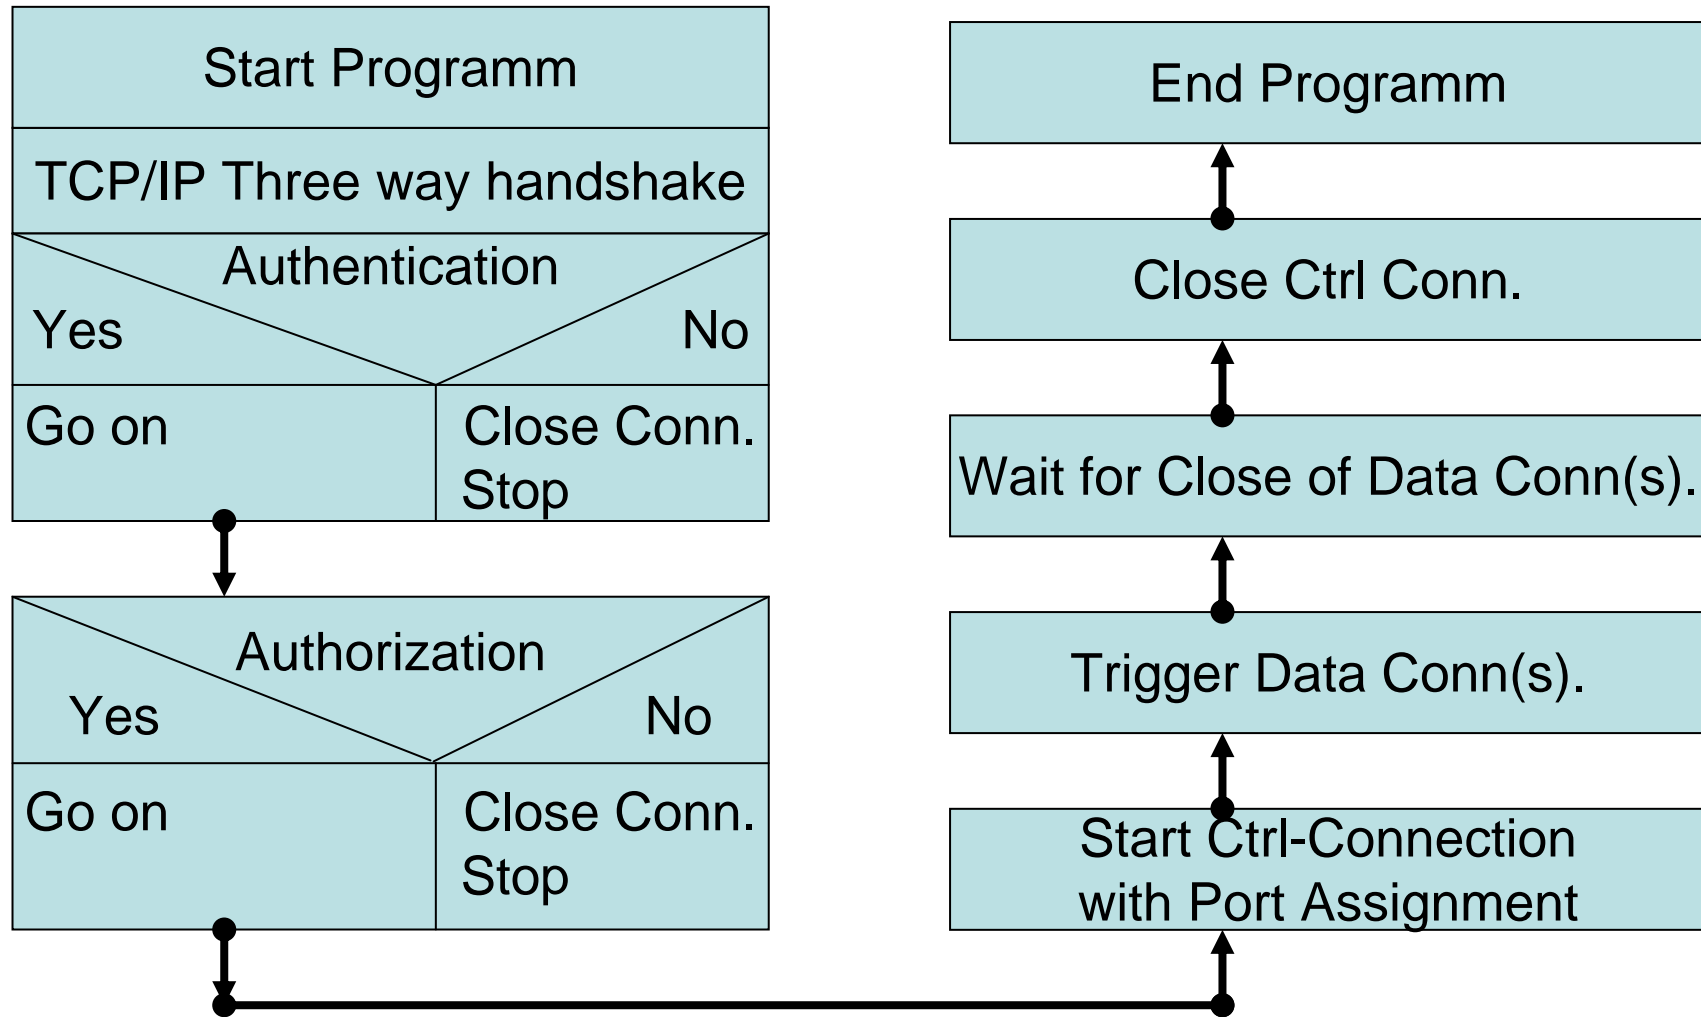 Start Programm
TCP/IP Three way handshake
Authentication
Yes
No
Go on
Close Conn.
Stop
Authorization
Yes
No
Go on
Close Conn.
Stop
Start Ctrl-Connection
with Port Assignment
Trigger Data Conn(s).
Wait for Close of Data Conn(s).
Close Ctrl Conn.
End Programm